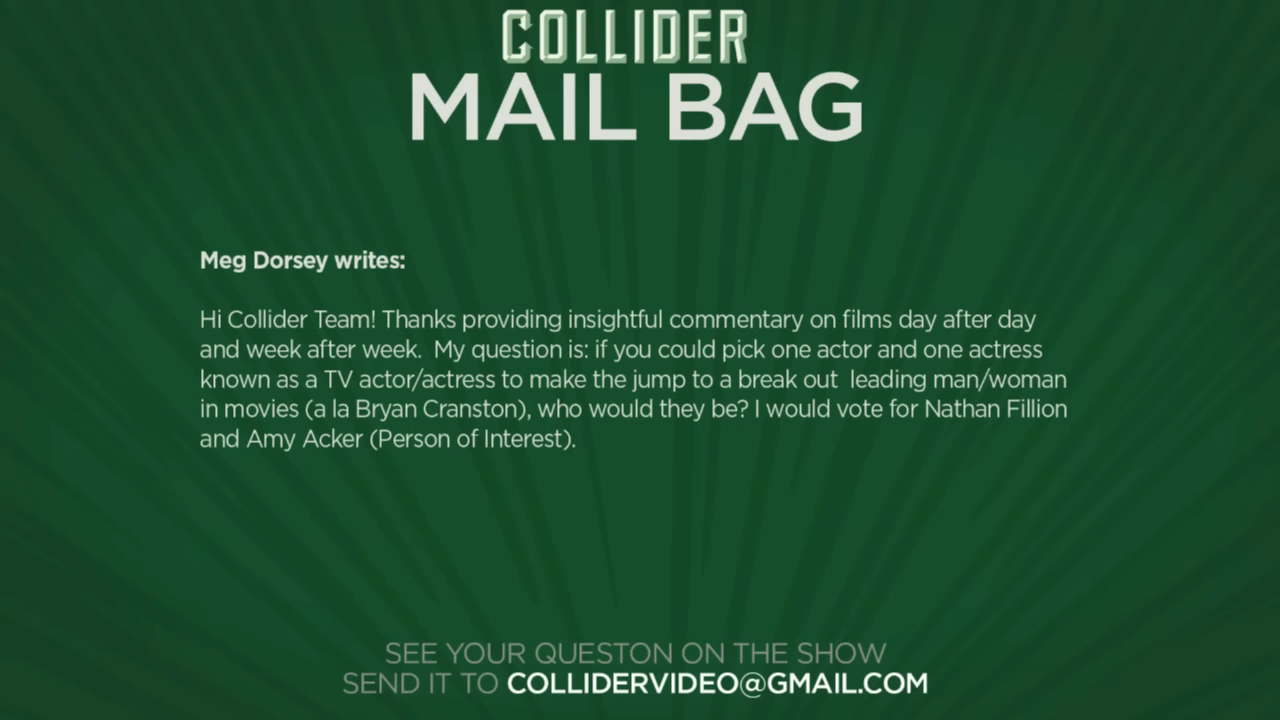 COLLIDER
MAIL BAG
Meg Dorsey writes:
Hi Collider Team! Thanks providing insightful commentary on films day after day
and week after week.  My question is: if you could pick one actor and one actress
known as a TV actor/actress to make the jump to a break out  leading man/woman
in movies (a la Bryan Cranston), who would they be? I would vote for Nathan Fillion
and Amy Acker (Person of Interest).
SEE YOUR QUESTON ON THE SHOW
SEND IT TO COLLIDERVIDEO@GMAIL.COM